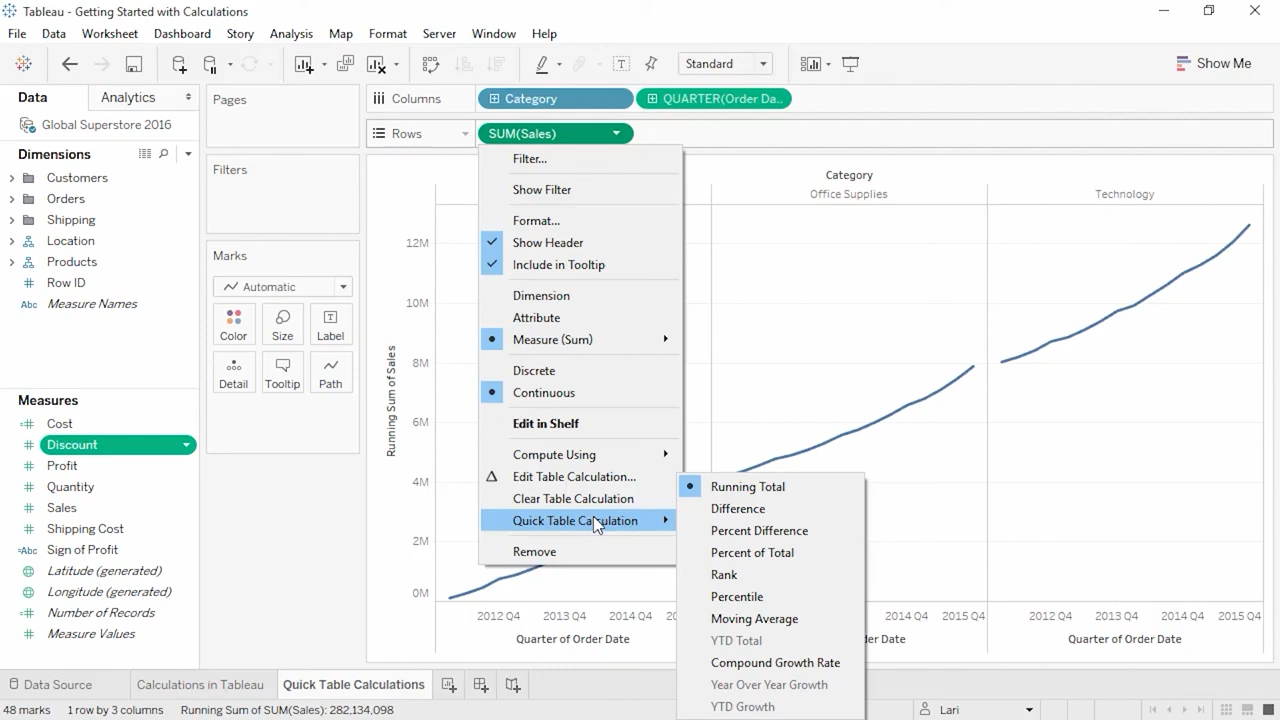 Tableau - Getting Started with Calculations
File Data Worksheet Dashboard Story Analysis Map Format Server Window Help
Standard
Show Me
Data Analytics
Global Superstore 2016
Dimensions
Customers
Orders
Shipping
Location
Products
Row ID
Abc Measure Names
Measures
Cost
Discount
Profit
Quantity
Sales
Shipping Cost
=Abc Sign of Profit
Latitude (generated)
Longitude (generated)
Number of Records
Measure Values
Pages
Filters
Marks
Automatic
Color Size Label
Detail Tooltip Path
Columns Category QUARTER(Order Da..
Rows SUM(Sales)
Filter...
Show Filter
Format...
Show Header
Include in Tooltip
Dimension
Attribute
Measure (Sum)
Discrete
Continuous
Edit in Shelf
Compute Using
Edit Table Calculation...
Clear Table Calculation
Quick Table Calculation
Remove
Running Total
Difference
Percent Difference
Percent of Total
Rank
Percentile
Moving Average
YTD Total
Compound Growth Rate
Year Over Year Growth
YTD Growth
Category
Office Supplies Technology
Running Sum of Sales
12M
10M
8M
6M
4M
2M
0M
2012 Q4 2013 Q4 2014 Q4 20 2014 Q4 2015 Q4 2012 Q4 2013 Q4 2014 Q4 2015 Q4
Quarter of Order Date der Date Quarter of Order Date
Data Source Calculations in Tableau Quick Table Calculations
48 marks 1 row by 3 columns Running Sum of SUM(Sales): 282,134,098
Lari